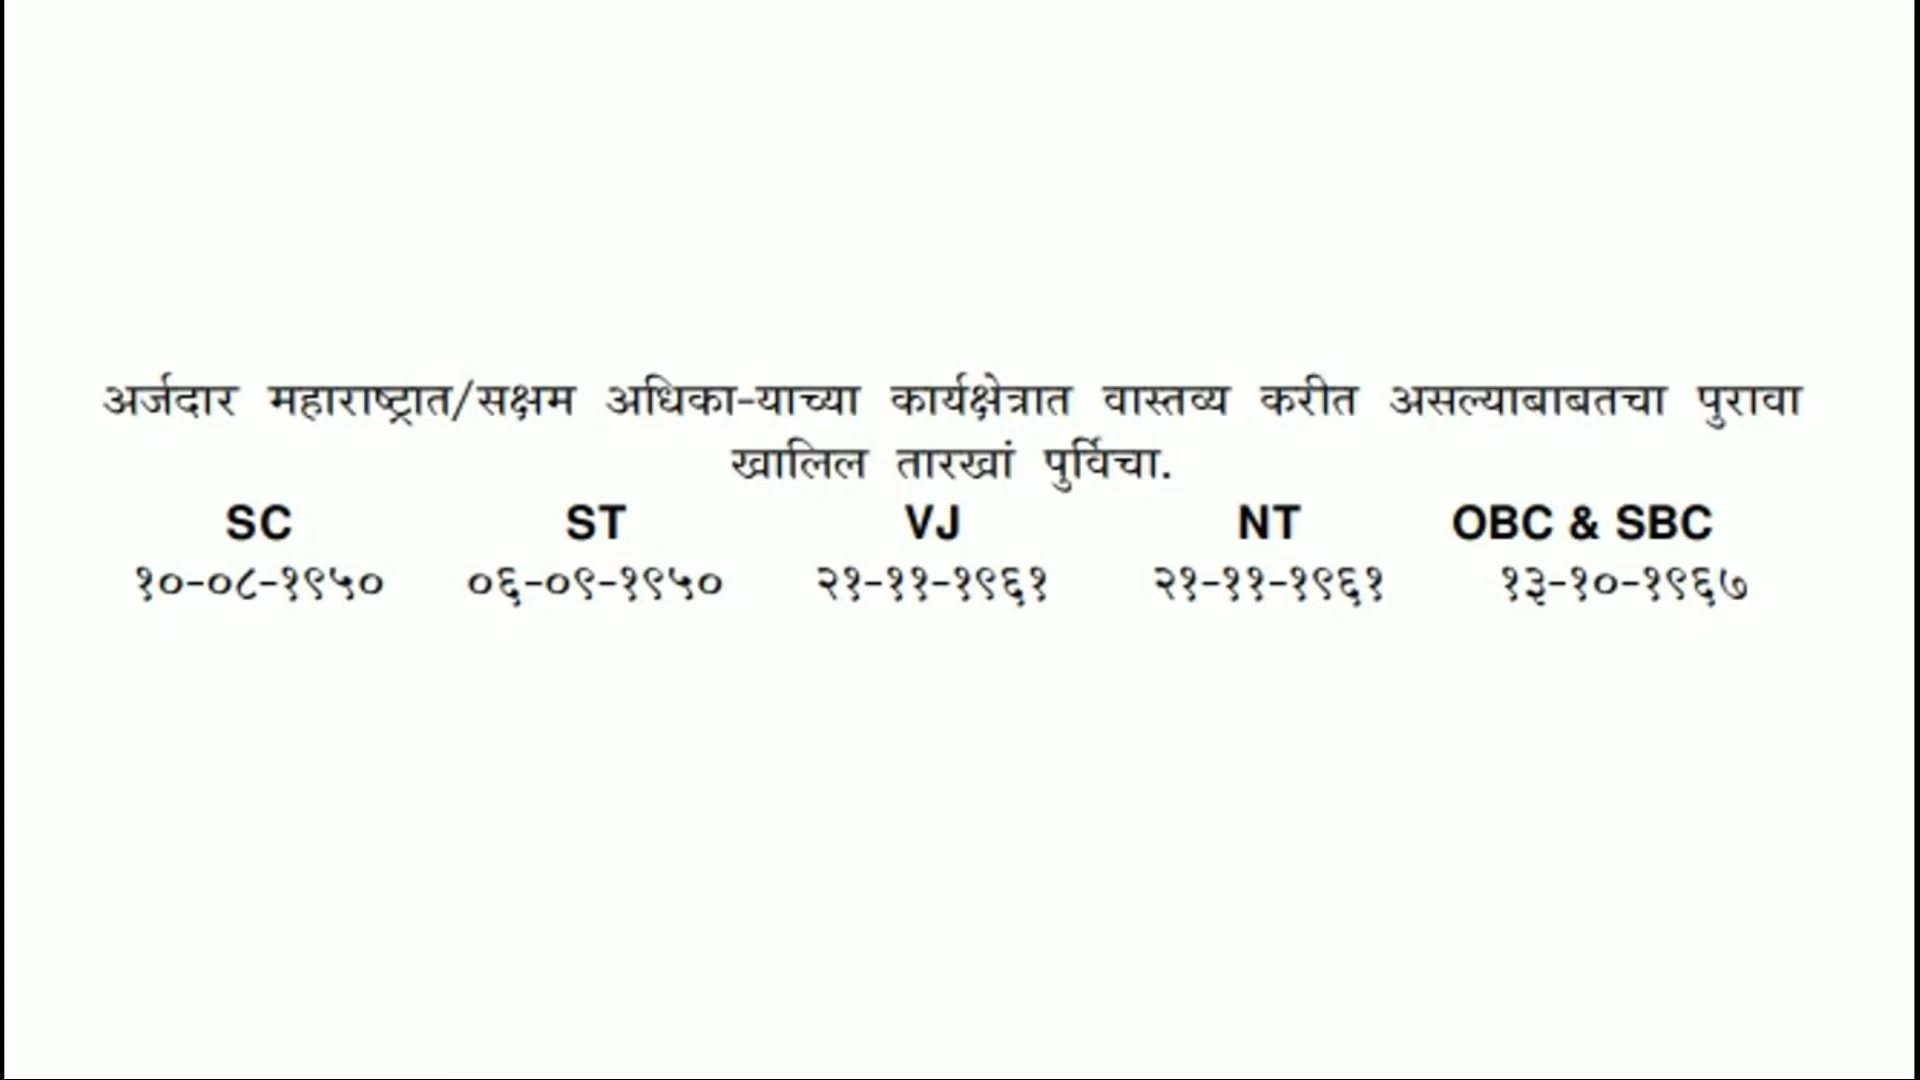 अर्जदार महाराष्ट्रात/सक्षम अधिका-याच्या कार्यक्षेत्रात वास्तव्य करीत असल्याबाबतचा पुरावा
खालिल तारखां पुर्विचा.
SC ST VJ NT OBC & SBC
१०-०८-१९५० ०६-०९-१९५० २१-११-१९६१ २१-११-१९६१ १३-१०-१९६७